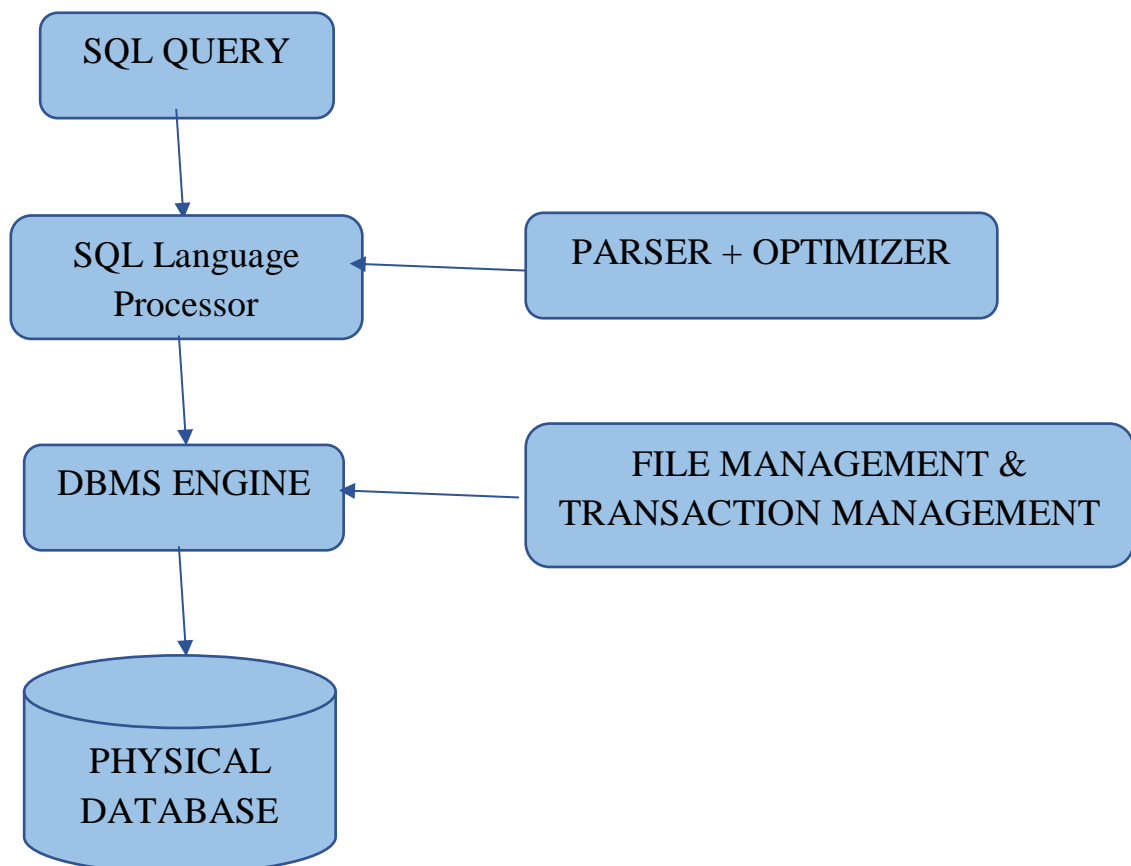 SQL QUERY
SQL Language
Processor
PARSER + OPTIMIZER
DBMS ENGINE
FILE MANAGEMENT &
TRANSACTION MANAGEMENT
PHYSICAL
DATABASE